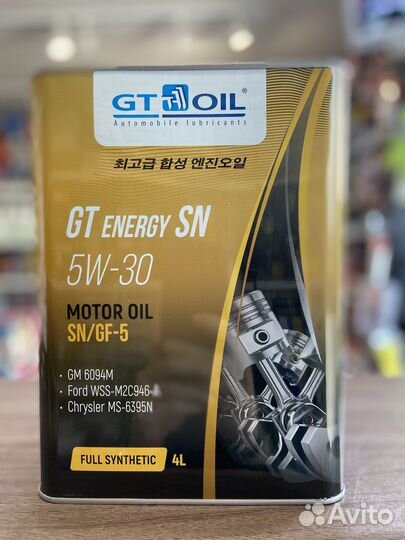 GT OIL®
Automobile lubricants
최고급 합성 엔진오일
GT ENERGY SN
5W-30
MOTOR OIL
SN/GF-5
• GM 6094M
• Ford WSS-M2C946-A
• Chrysler MS-6395N
FULL SYNTHETIC 4L
Avito